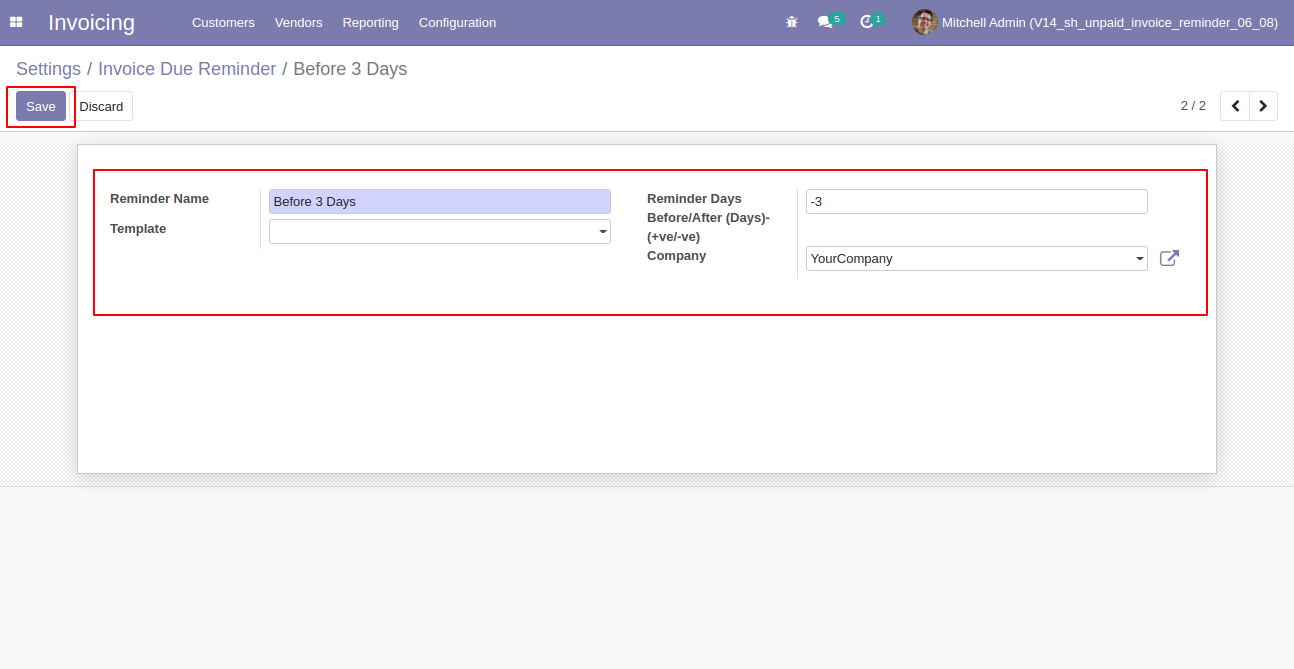 Invoicing
Customers Vendors Reporting Configuration
5 1 Mitchell Admin (V14_sh_unpaid_invoice_reminder_06_08)
Settings / Invoice Due Reminder / Before 3 Days
Save Discard
2 / 2
Reminder Name Before 3 Days
Template
Reminder Days -3
Before/After (Days)-
(+ve/-ve)
Company YourCompany